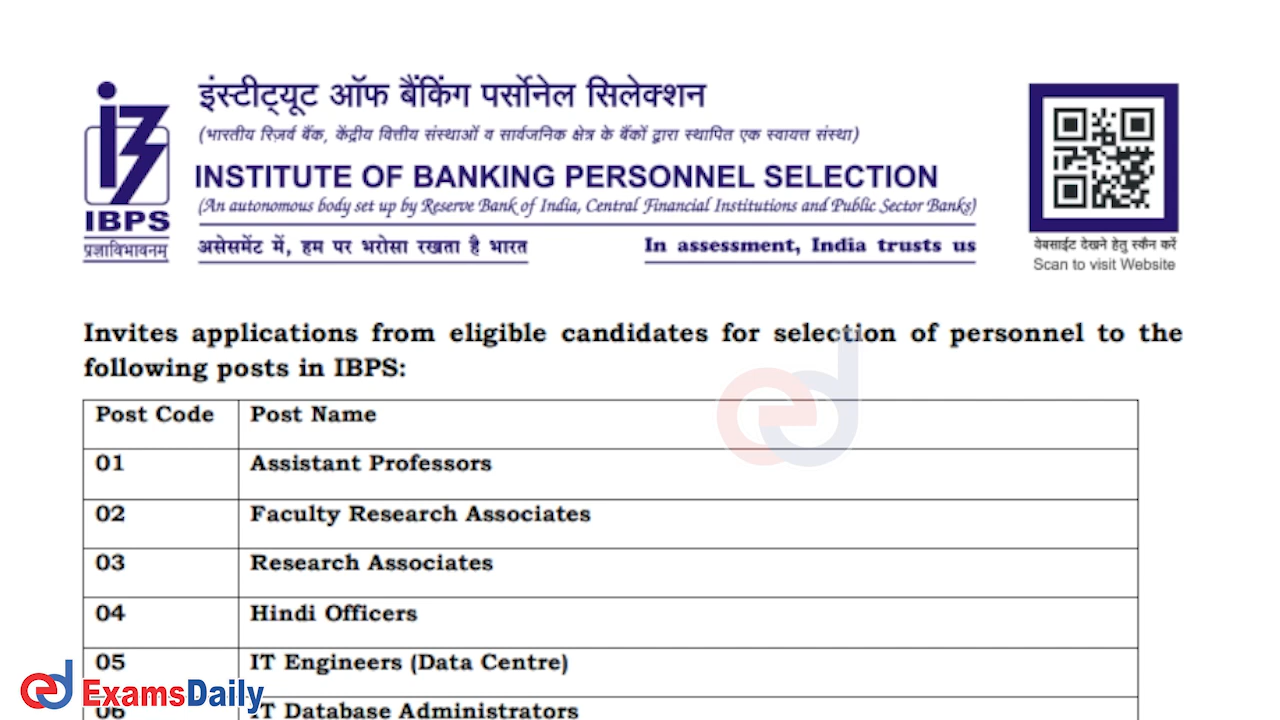 इंस्टीट्यूट ऑफ बैंकिंग पर्सोनेल सिलेक्शन
(भारतीय रिज़र्व बैंक, केंद्रीय वित्तीय संस्थाओं व सार्वजनिक क्षेत्र के बैंकों द्वारा स्थापित एक स्वायत्त संस्था)
INSTITUTE OF BANKING PERSONNEL SELECTION
(An autonomous body set up by Reserve Bank of India, Central Financial Institutions and Public Sector Banks)
IBPS
प्रज्ञाविभावनम्
असेसमेंट में, हम पर भरोसा रखता है भारत
In assessment, India trusts us
वेबसाईट देखने हेतु स्कैन करें
Scan to visit Website
Invites applications from eligible candidates for selection of personnel to the
following posts in IBPS:
Post Code Post Name
01 Assistant Professors
02 Faculty Research Associates
03 Research Associates
04 Hindi Officers
05 IT Engineers (Data Centre)
06 IT Database Administrators
ed ExamsDaily
ed